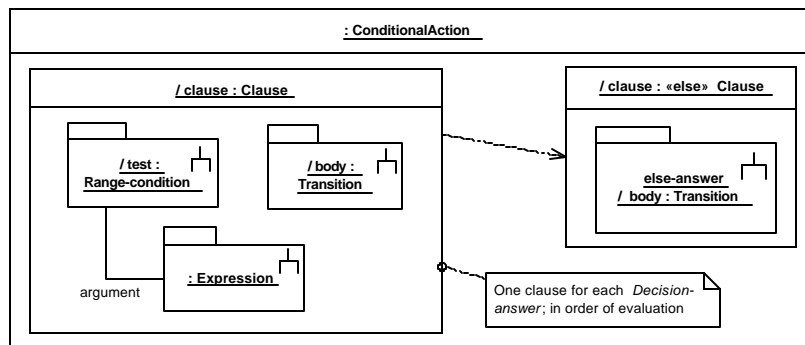 : ConditionalAction
/ clause : Clause
/ clause : «else» Clause
/ test :
Range-condition
/ body :
Transition
else-answer
/ body : Transition
: Expression
argument
One clause for each Decision-
answer; in order of evaluation